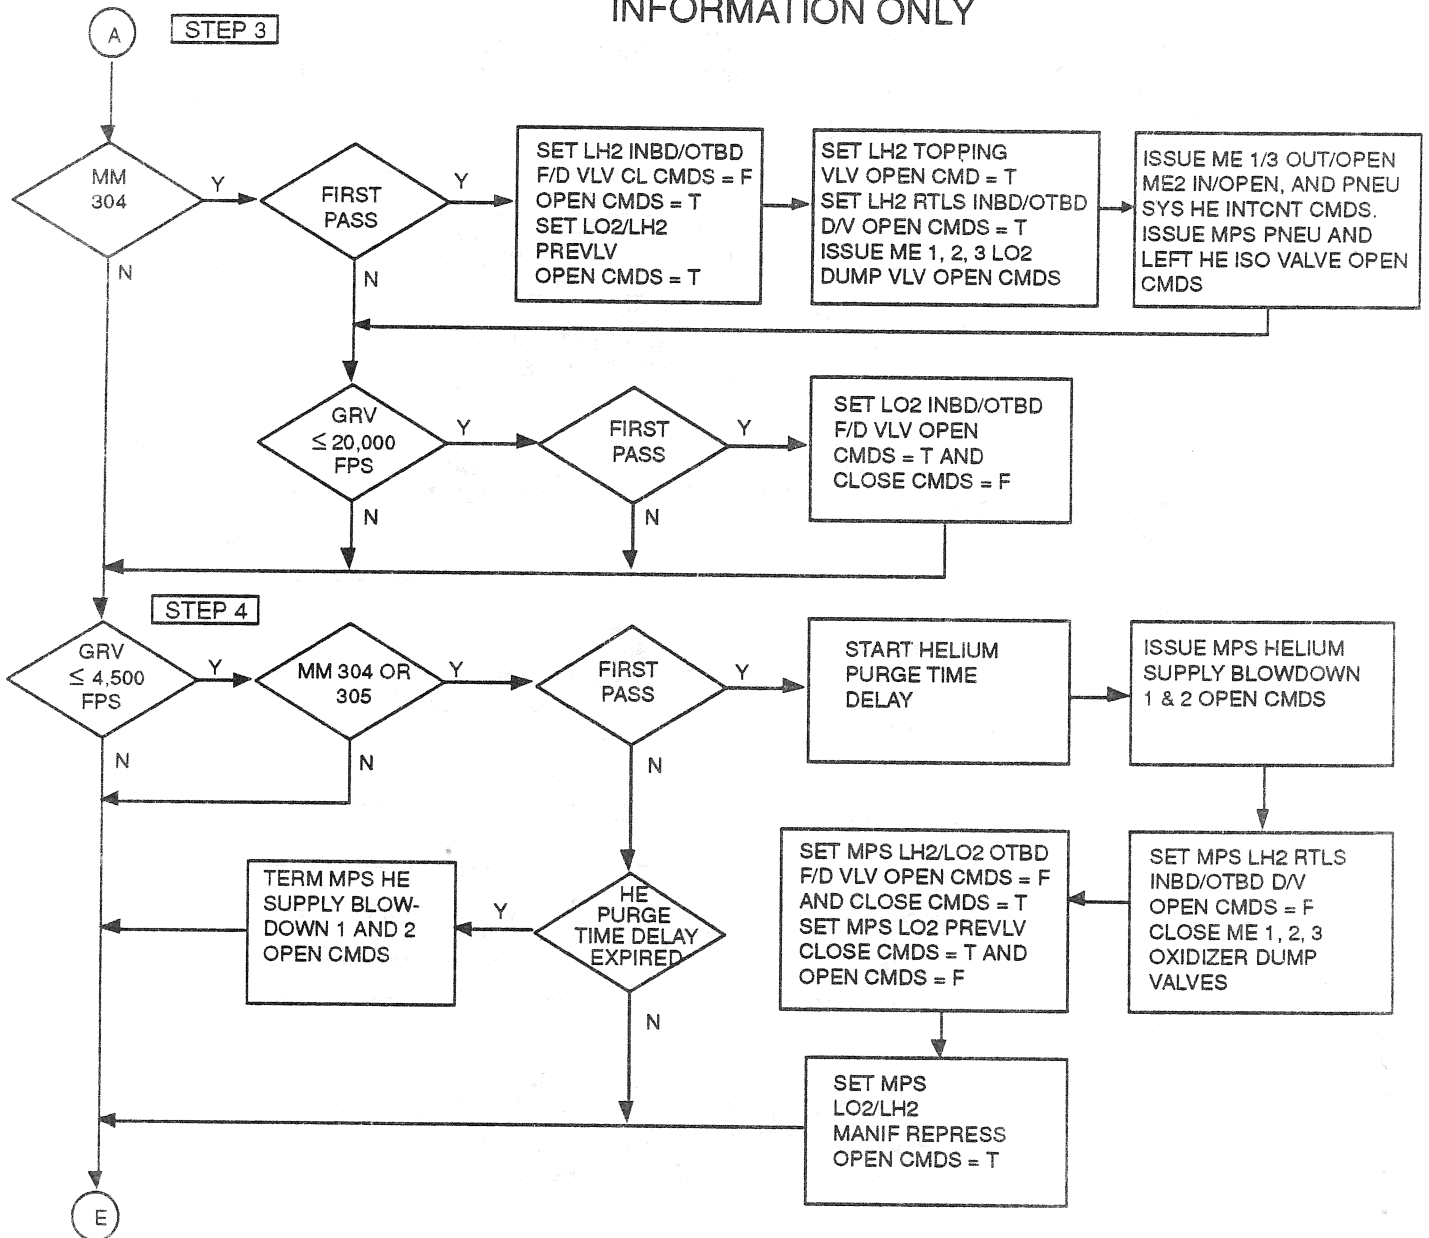 INFORMATION ONLY
A
STEP 3
MM
304
Y
N
FIRST
PASS
Y
N
SET LH2 INBD/OTBD
F/D VLV CL CMDS = F
OPEN CMDS = T
SET LO2/LH2
PREVLV
OPEN CMDS = T
SET LH2 TOPPING
VLV OPEN CMD = T
SET LH2 RTLS INBD/OTBD
D/V OPEN CMDS = T
ISSUE ME 1, 2, 3 LO2
DUMP VLV OPEN CMDS
ISSUE ME 1/3 OUT/OPEN
ME2 IN/OPEN, AND PNEU
SYS HE INTCNT CMDS.
ISSUE MPS PNEU AND
LEFT HE ISO VALVE OPEN
CMDS
GRV
≤ 20,000
FPS
Y
N
FIRST
PASS
Y
N
SET LO2 INBD/OTBD
F/D VLV OPEN
CMDS = T AND
CLOSE CMDS = F
STEP 4
GRV
≤ 4,500
FPS
Y
N
MM 304 OR
305
Y
N
FIRST
PASS
Y
N
START HELIUM
PURGE TIME
DELAY
ISSUE MPS HELIUM
SUPPLY BLOWDOWN
1 & 2 OPEN CMDS
SET MPS LH2 RTLS
INBD/OTBD D/V
OPEN CMDS = F
CLOSE ME 1, 2, 3
OXIDIZER DUMP
VALVES
SET MPS LH2/LO2 OTBD
F/D VLV OPEN CMDS = F
AND CLOSE CMDS = T
SET MPS LO2 PREVLV
CLOSE CMDS = T AND
OPEN CMDS = F
HE
PURGE
TIME DELAY
EXPIRED
Y
N
TERM MPS HE
SUPPLY BLOW-
DOWN 1 AND 2
OPEN CMDS
SET MPS
LO2/LH2
MANIF REPRESS
OPEN CMDS = T
E